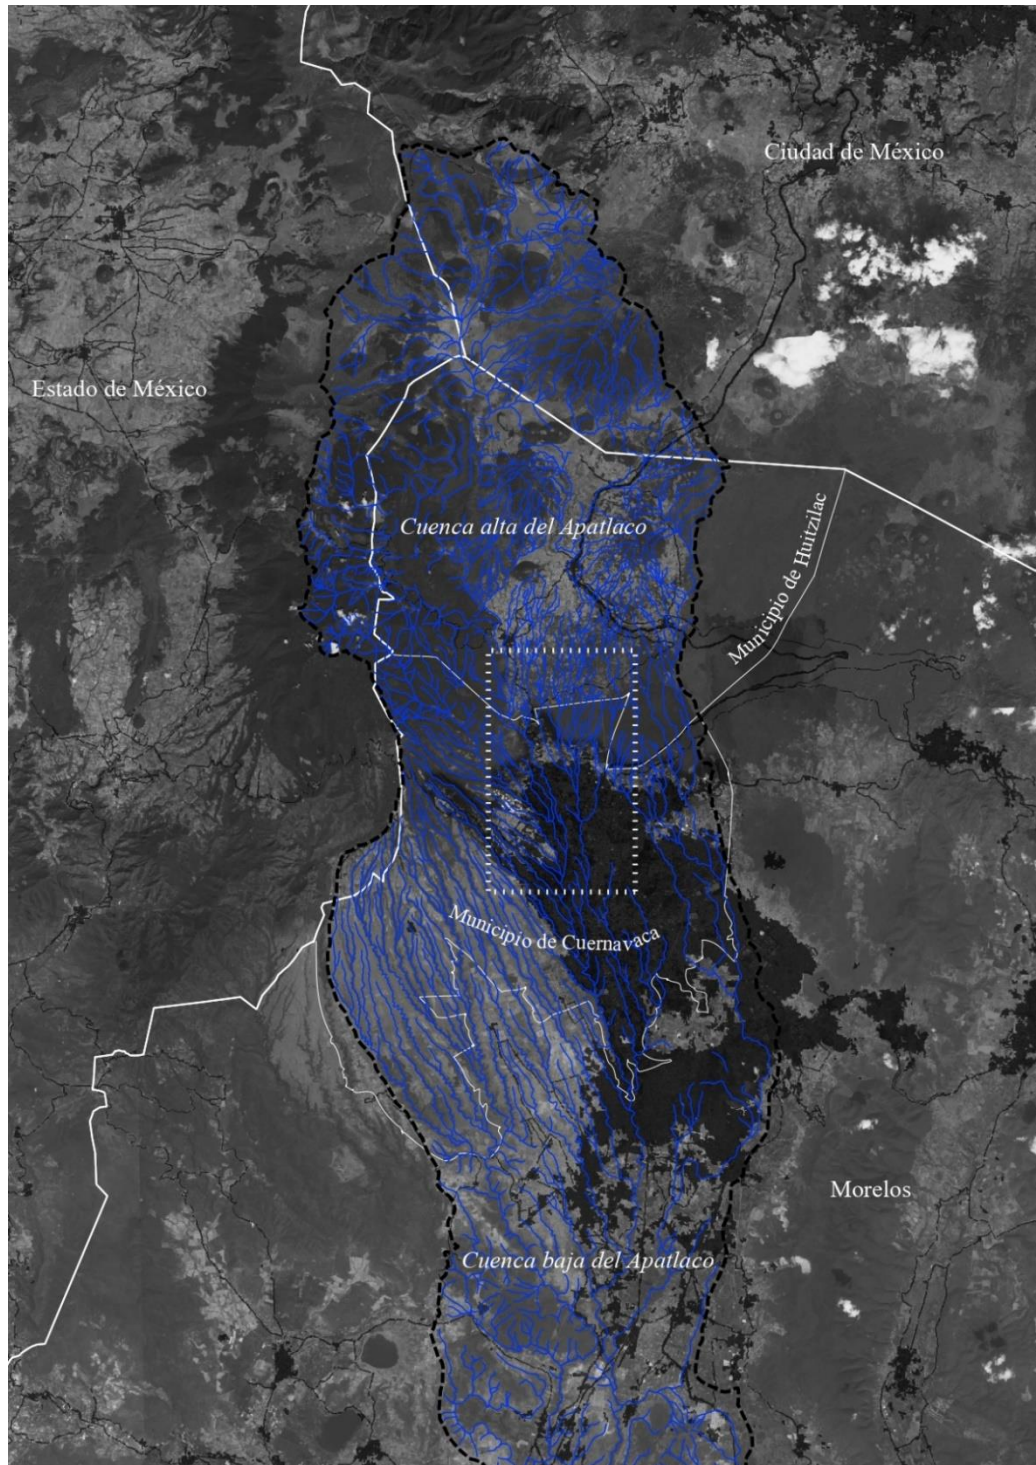 Ciudad de México
Estado de México
Cuenca alta del Apatlaco
Municipio de Huitzilac
Municipio de Cuernavaca
Morelos
Cuenca baja del Apatlaco